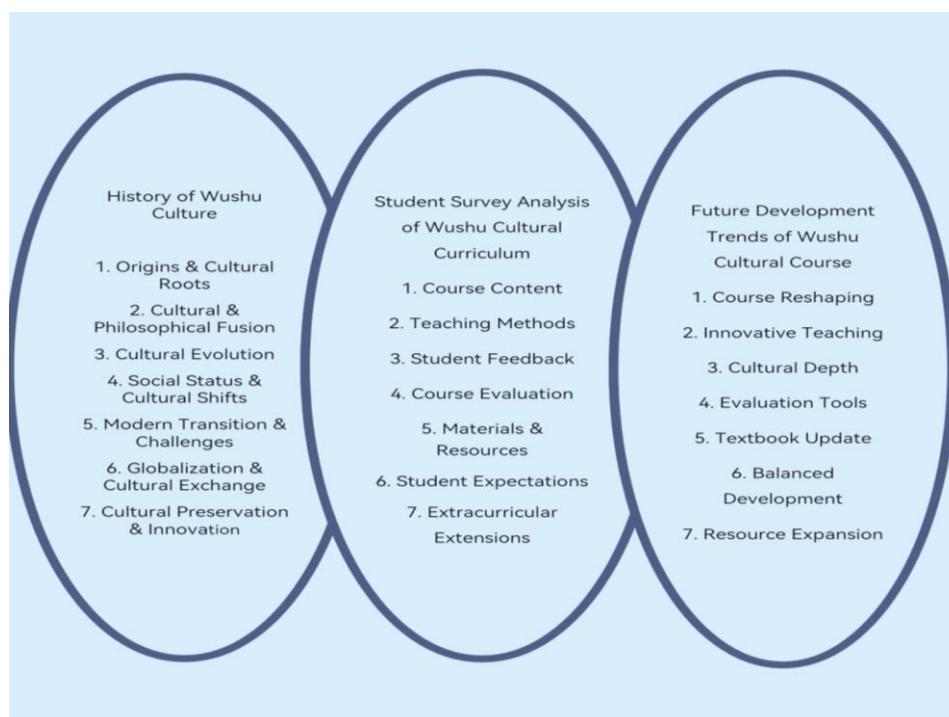 History of Wushu
Culture
1. Origins & Cultural
Roots
2. Cultural &
Philosophical Fusion
3. Cultural Evolution
4. Social Status &
Cultural Shifts
5. Modern Transition &
Challenges
6. Globalization &
Cultural Exchange
7. Cultural Preservation
& Innovation
Student Survey Analysis
of Wushu Cultural
Curriculum
1. Course Content
2. Teaching Methods
3. Student Feedback
4. Course Evaluation
5. Materials &
Resources
6. Student Expectations
7. Extracurricular
Extensions
Future Development
Trends of Wushu
Cultural Course
1. Course Reshaping
2. Innovative Teaching
3. Cultural Depth
4. Evaluation Tools
5. Textbook Update
6. Balanced
Development
7. Resource Expansion